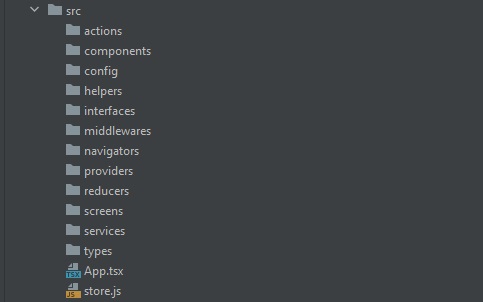 src
actions
components
config
helpers
interfaces
middlewares
navigators
providers
reducers
screens
services
types
TSX App.tsx
JS store.js